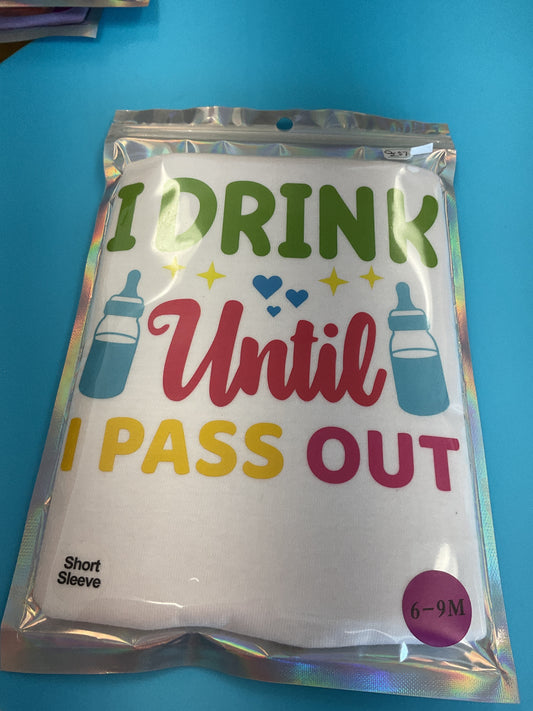 I DRINK
Until
I PASS OUT
Short
Sleeve
6-9M